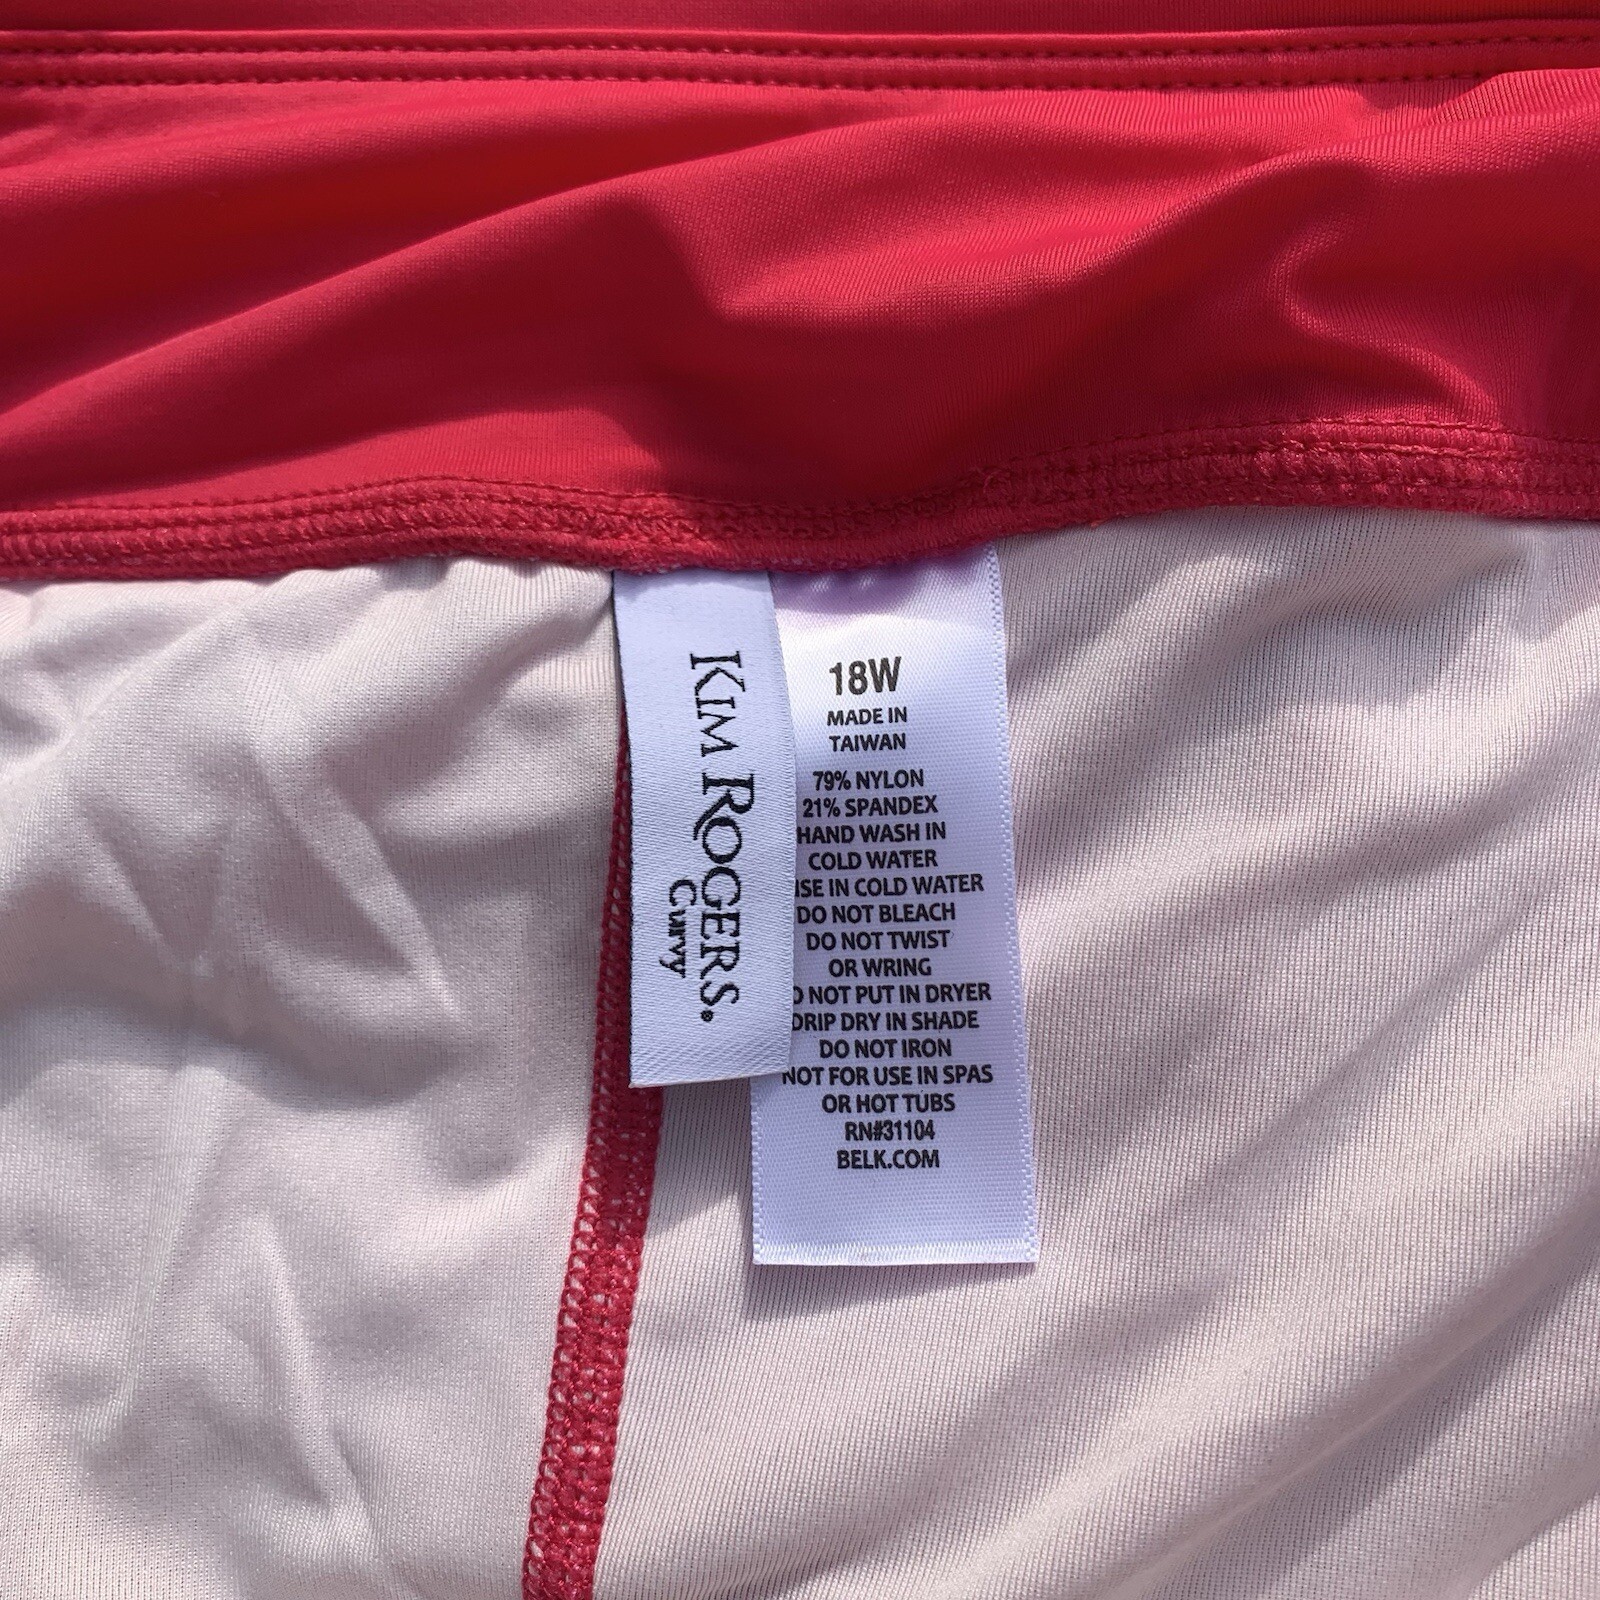 KIM ROGERS®
Curvy
18W
MADE IN
TAIWAN
79% NYLON
21% SPANDEX
HAND WASH IN
COLD WATER
IN COLD WATER
DO NOT BLEACH
DO NOT TWIST
OR WRING
NOT PUT IN DRYER
DRIP DRY IN SHADE
DO NOT IRON
NOT FOR USE IN SPAS
OR HOT TUBS
RN#31104
BELK.COM